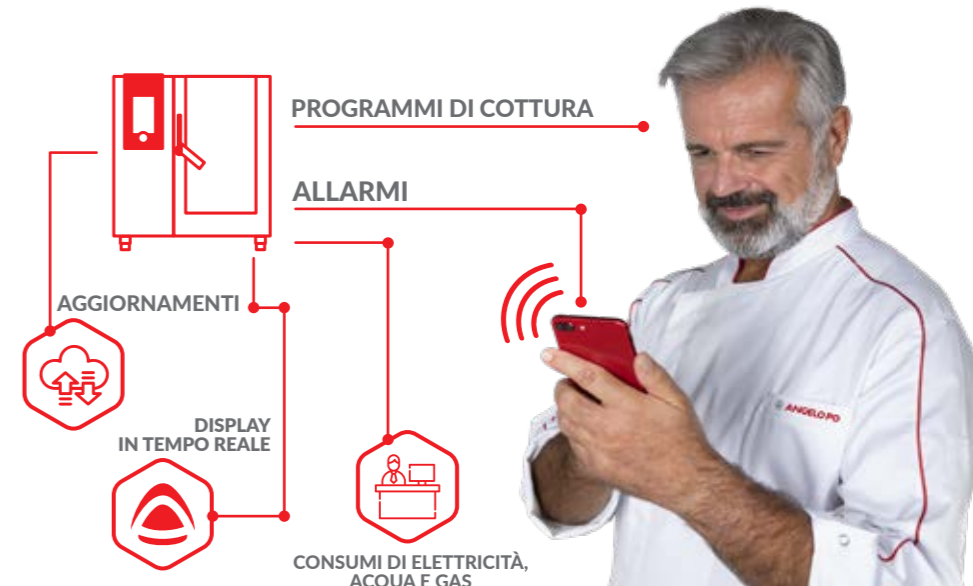 PROGRAMMI DI COTTURA
ALLARMI
AGGIORNAMENTI
DISPLAY
IN TEMPO REALE
ANGELO PO
CONSUMI DI ELETTRICITÀ,
ACQUA E GAS